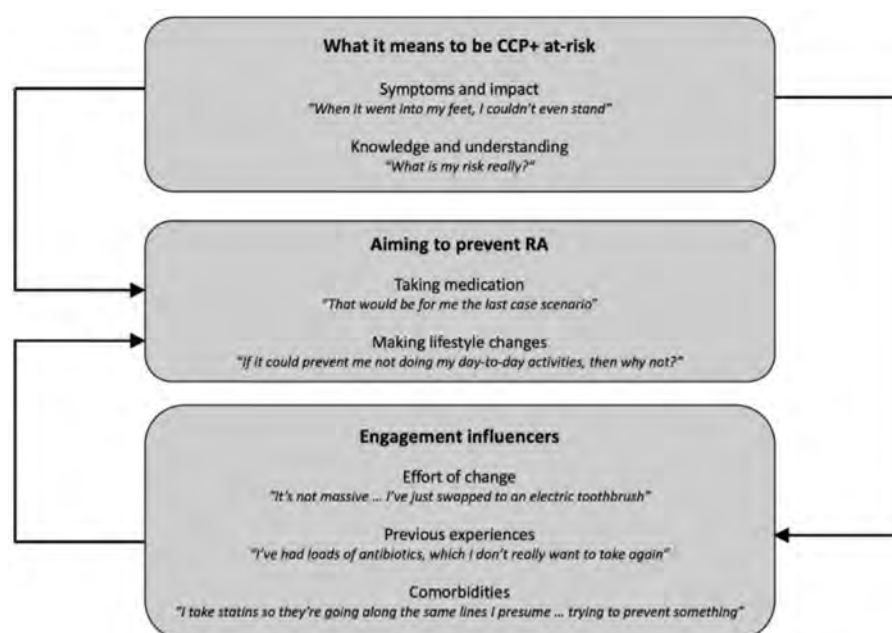 What it means to be CCP+ at-risk
Symptoms and impact
"When it went into my feet, I couldn't even stand"
Knowledge and understanding
"What is my risk really?"
Aiming to prevent RA
Taking medication
"That would be for me the last case scenario"
Making lifestyle changes
"If it could prevent me not doing my day-to-day activities, then why not?"
Engagement influencers
Effort of change
"It's not massive ... I've just swapped to an electric toothbrush"
Previous experiences
"I've had loads of antibiotics, which I don't really want to take again"
Comorbidities
"I take statins so they're going along the same lines I presume ... trying to prevent something"